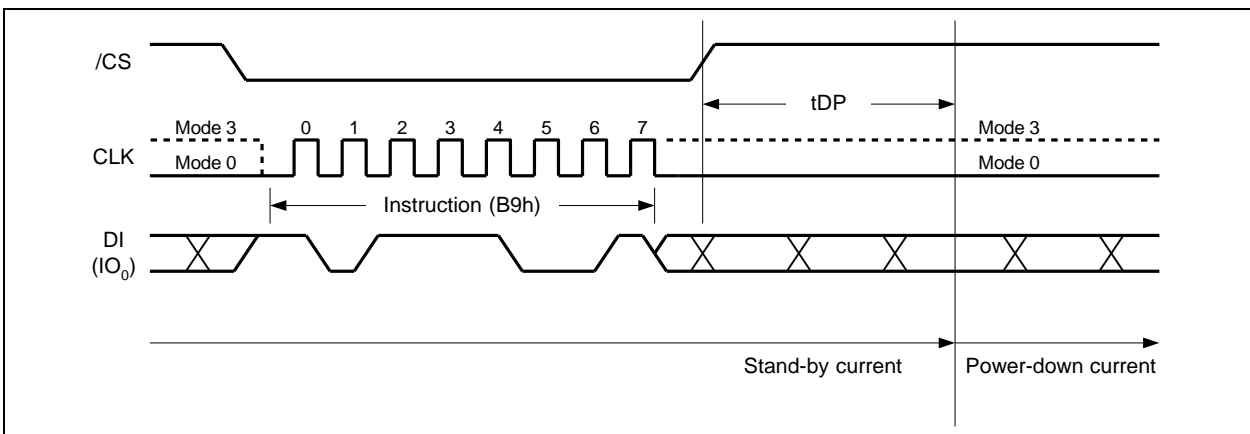 /CS
tDP
Mode 3
0 1 2 3 4 5 6 7
Mode 3
CLK
Mode 0
Mode 0
Instruction (B9h)
DI
(IO0)
Stand-by current
Power-down current